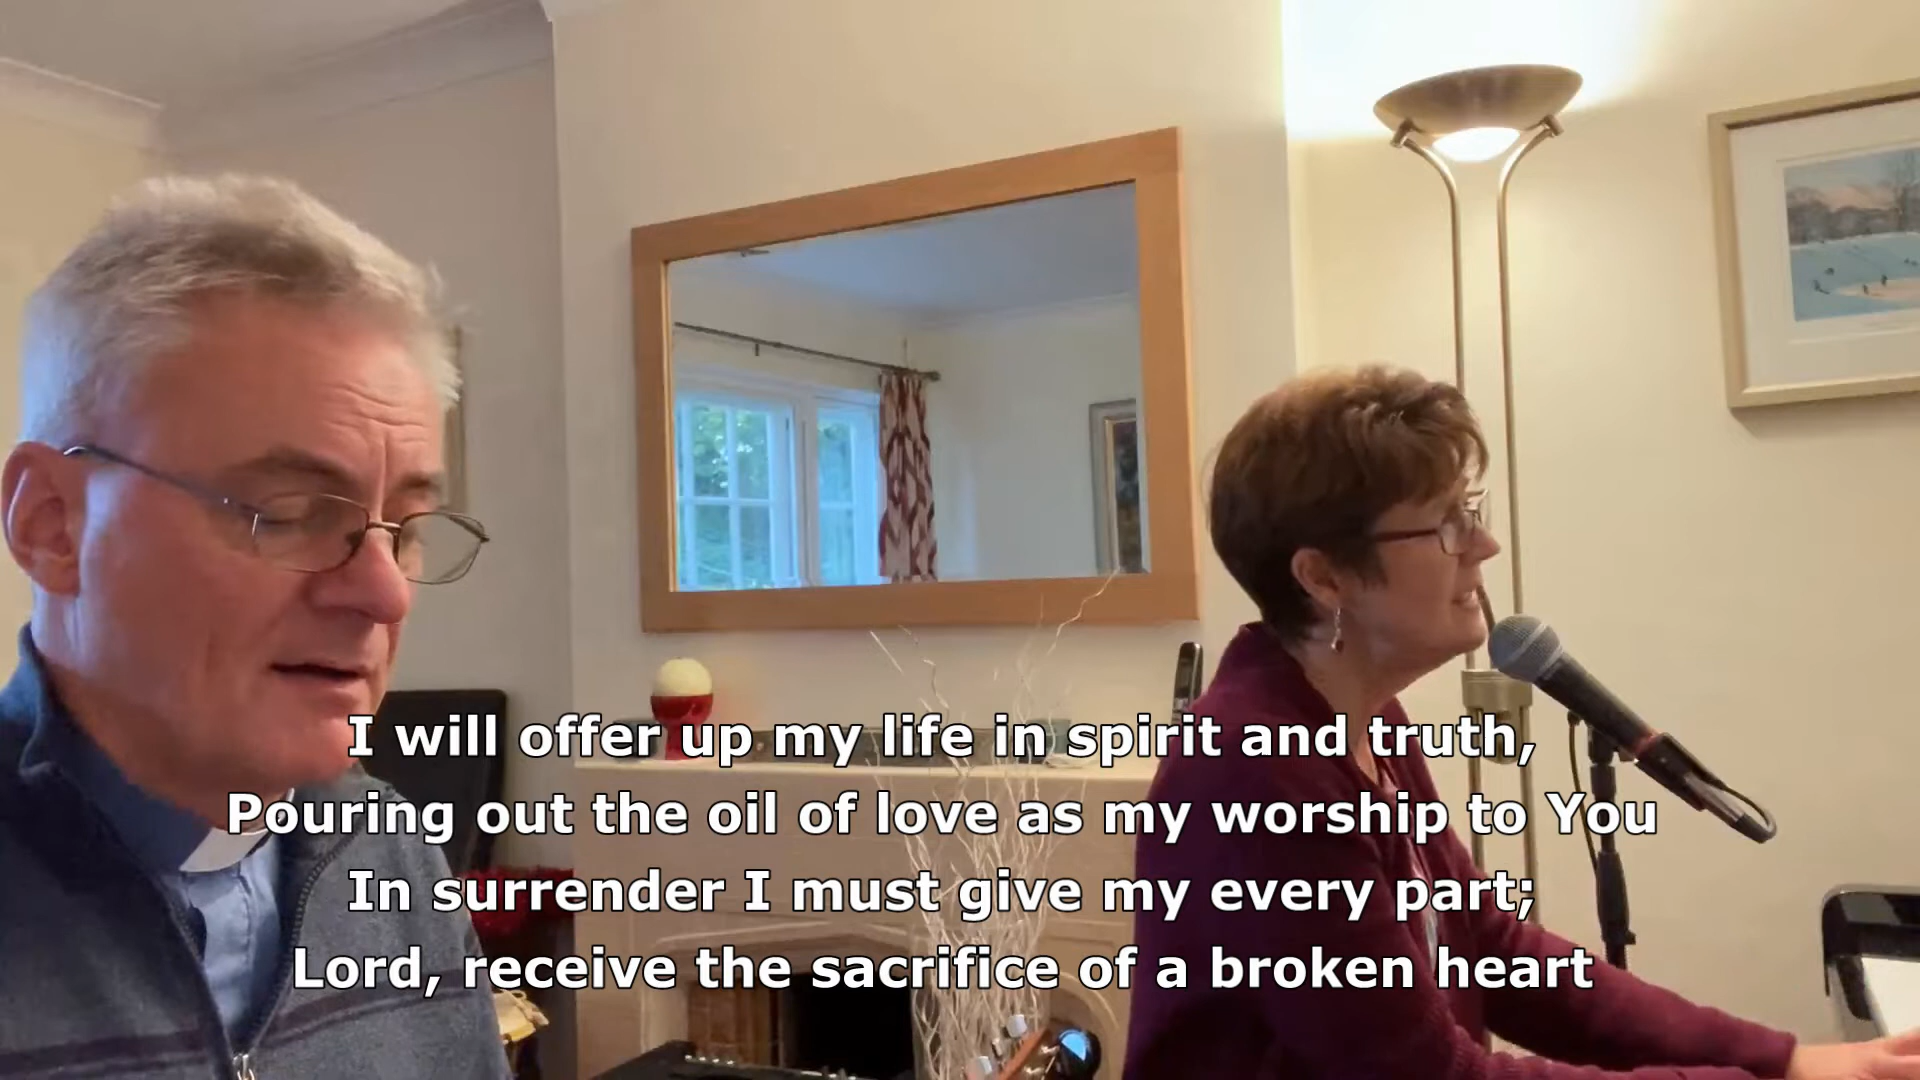 I will offer up my life in spirit and truth,
Pouring out the oil of love as my worship to You
In surrender I must give my every part;
Lord, receive the sacrifice of a broken heart